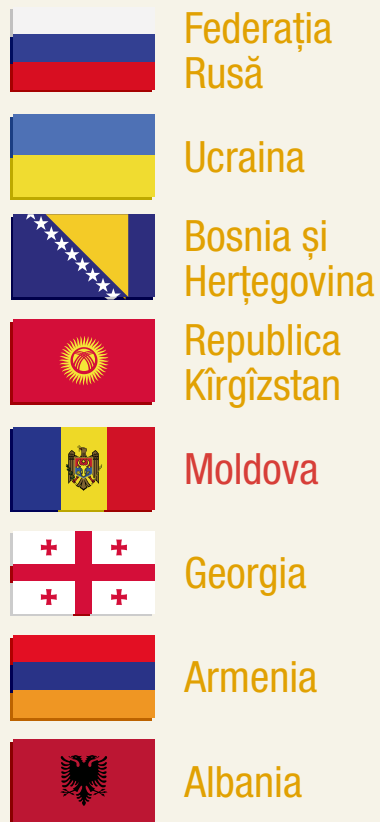 Federația
Rusă
Ucraina
Bosnia și
Herțegovina
Republica
Kîrgîzstan
Moldova
Georgia
Armenia
Albania